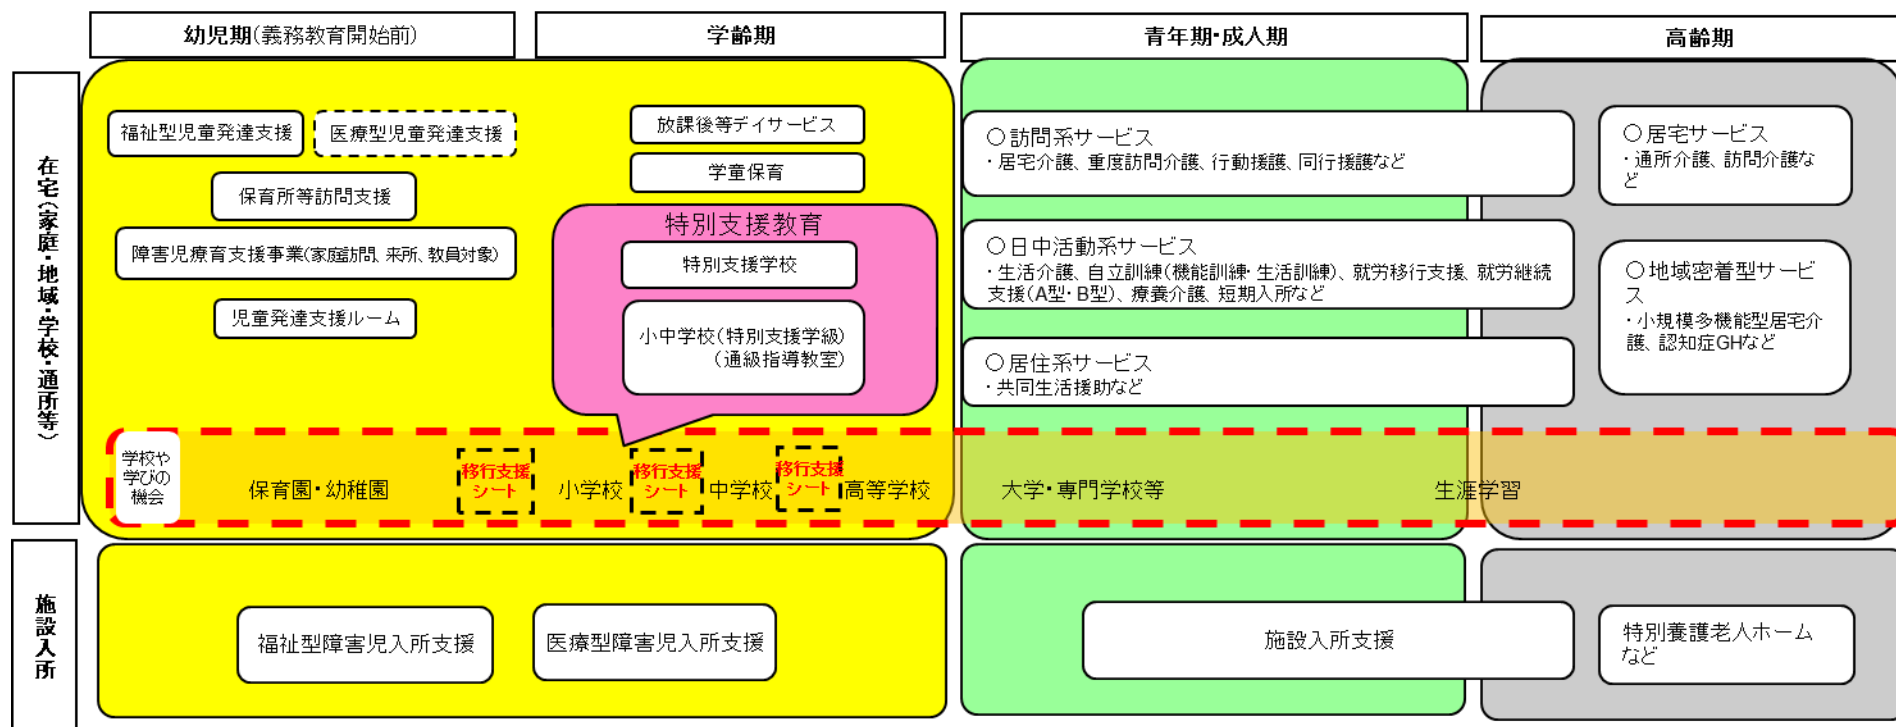 幼児期(義務教育開始前)
学齢期
青年期・成人期
高齢期
在宅(家庭・地域・学校・通所等)
福祉型児童発達支援
医療型児童発達支援
保育所等訪問支援
障害児療育支援事業(家庭訪問、来所、教員対象)
児童発達支援ルーム
放課後等デイサービス
学童保育
特別支援教育
特別支援学校
小中学校(特別支援学級)
(通級指導教室)
○訪問系サービス
・居宅介護、重度訪問介護、行動援護、同行援護など
○日中活動系サービス
・生活介護、自立訓練(機能訓練・生活訓練)、就労移行支援、就労継続
支援(A型・B型)、療養介護、短期入所など
○居住系サービス
・共同生活援助など
○居宅サービス
・通所介護、訪問介護な
ど
○地域密着型サービ
ス
・小規模多機能型居宅介
護、認知症GHなど
学校や
学びの
機会
保育園・幼稚園
移行支援
シート
小学校
移行支援
シート
中学校
移行支援
シート
高等学校
大学・専門学校等
生涯学習
施設入所
福祉型障害児入所支援
医療型障害児入所支援
施設入所支援
特別養護老人ホーム
など